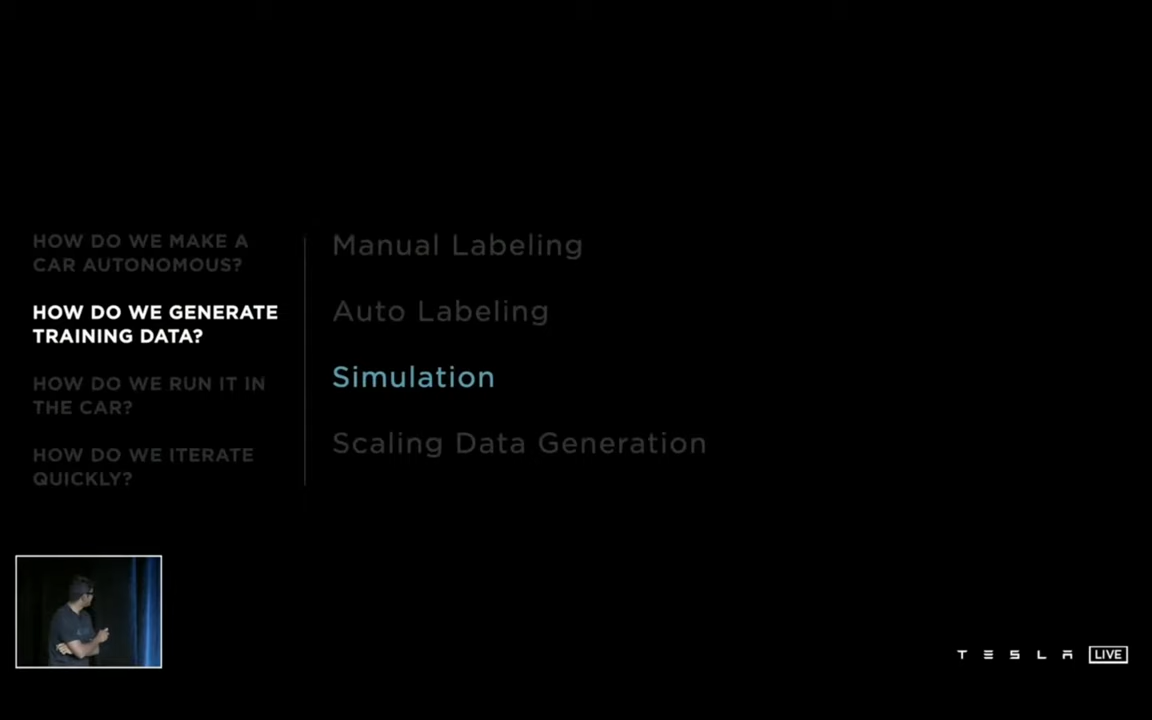 HOW DO WE MAKE A
CAR AUTONOMOUS?
HOW DO WE GENERATE
TRAINING DATA?
HOW DO WE RUN IT IN
THE CAR?
HOW DO WE ITERATE
QUICKLY?
Manual Labeling
Auto Labeling
Simulation
Scaling Data Generation
TESLA LIVE